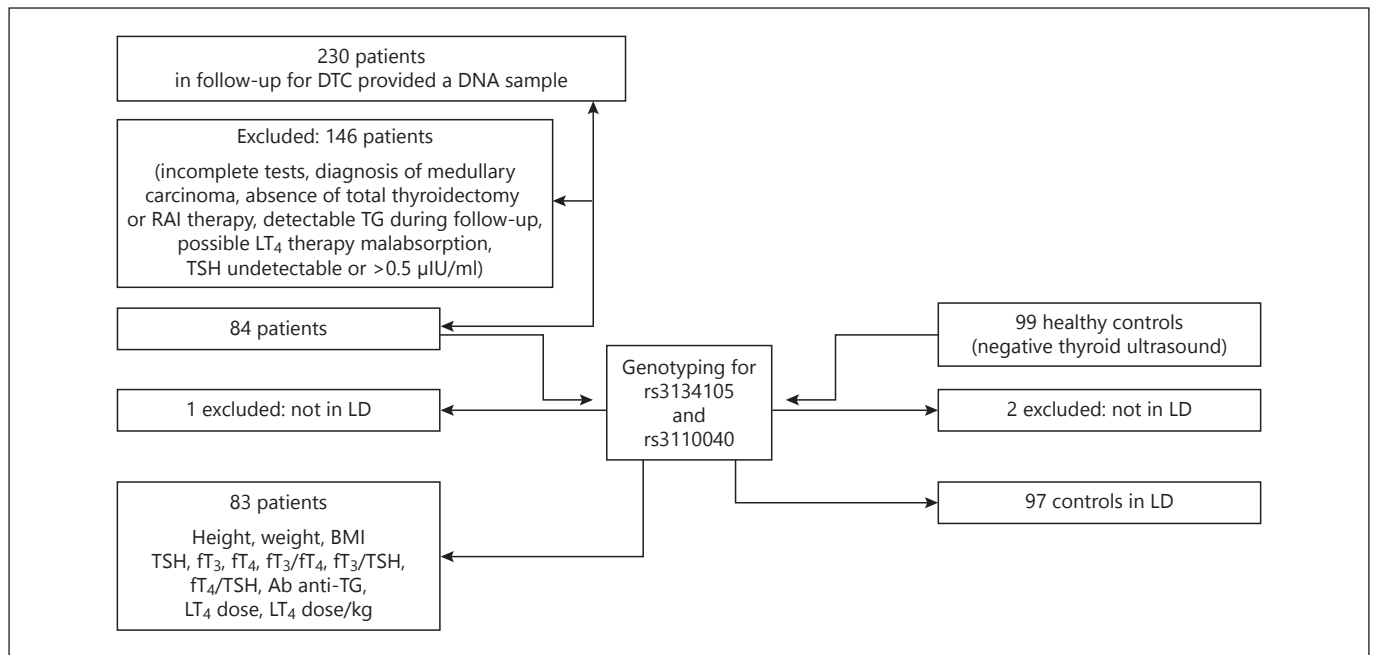 230 patients
in follow-up for DTC provided a DNA sample
Excluded: 146 patients
(incomplete tests, diagnosis of medullary
carcinoma, absence of total thyroidectomy
or RAI therapy, detectable TG during follow-up,
possible LT₄ therapy malabsorption,
TSH undetectable or >0.5 μIU/ml)
84 patients
99 healthy controls
(negative thyroid ultrasound)
Genotyping for
rs3134105
and
rs3110040
1 excluded: not in LD
2 excluded: not in LD
83 patients
Height, weight, BMI
TSH, fT₃, fT₄, fT₃/fT₄, fT₃/TSH,
fT₄/TSH, Ab anti-TG,
LT₄ dose, LT₄ dose/kg
97 controls in LD